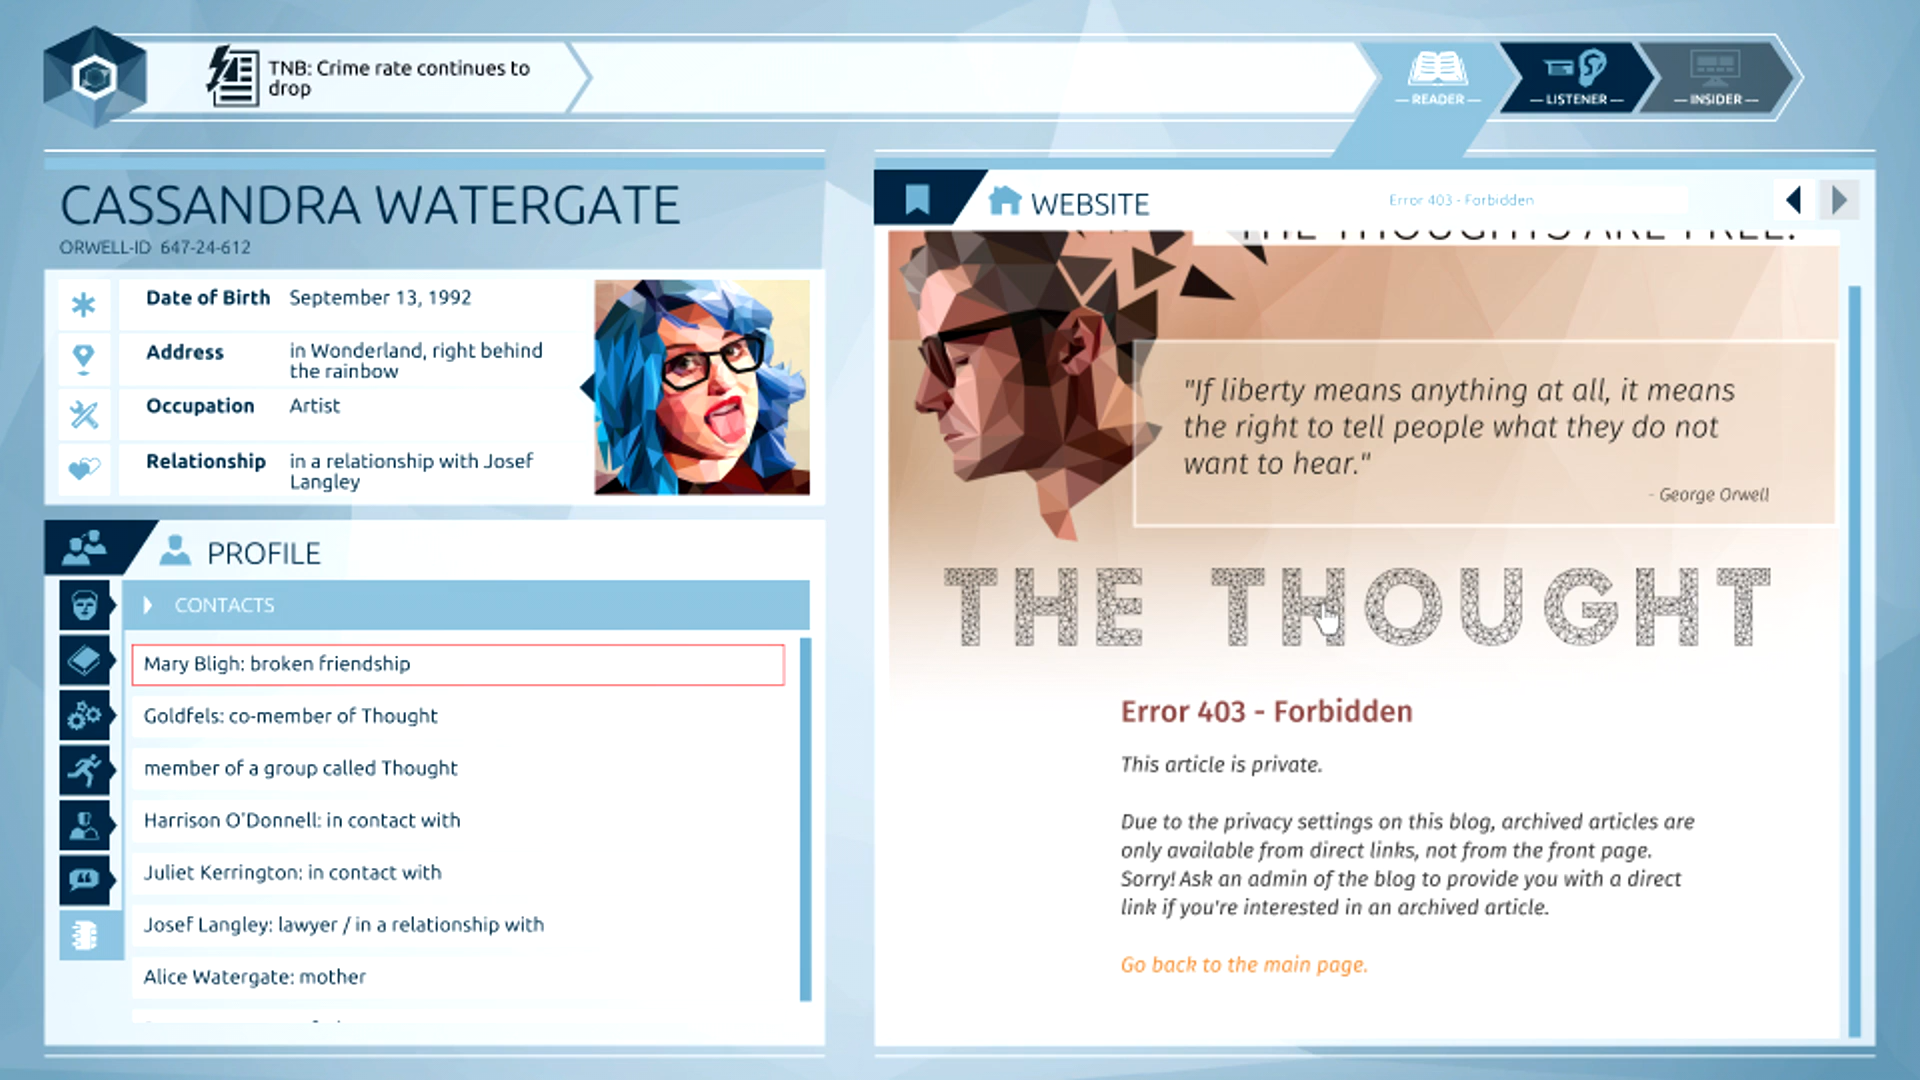 TNB: Crime rate continues to
drop
READER
LISTENER
INSIDER
CASSANDRA WATERGATE
ORWELL-ID 647-24-612
Date of Birth September 13, 1992
Address in Wonderland, right behind
the rainbow
Occupation Artist
Relationship in a relationship with Josef
Langley
PROFILE
CONTACTS
Mary Bligh: broken friendship
Goldfels: co-member of Thought
member of a group called Thought
Harrison O'Donnell: in contact with
Juliet Kerrington: in contact with
Josef Langley: lawyer / in a relationship with
Alice Watergate: mother
WEBSITE
Error 403 - Forbidden
THE THOUGHTS ARE FREE.
"If liberty means anything at all, it means
the right to tell people what they do not
want to hear."
- George Orwell
THE THOUGHT
Error 403 - Forbidden
This article is private.
Due to the privacy settings on this blog, archived articles are
only available from direct links, not from the front page.
Sorry! Ask an admin of the blog to provide you with a direct
link if you're interested in an archived article.
Go back to the main page.